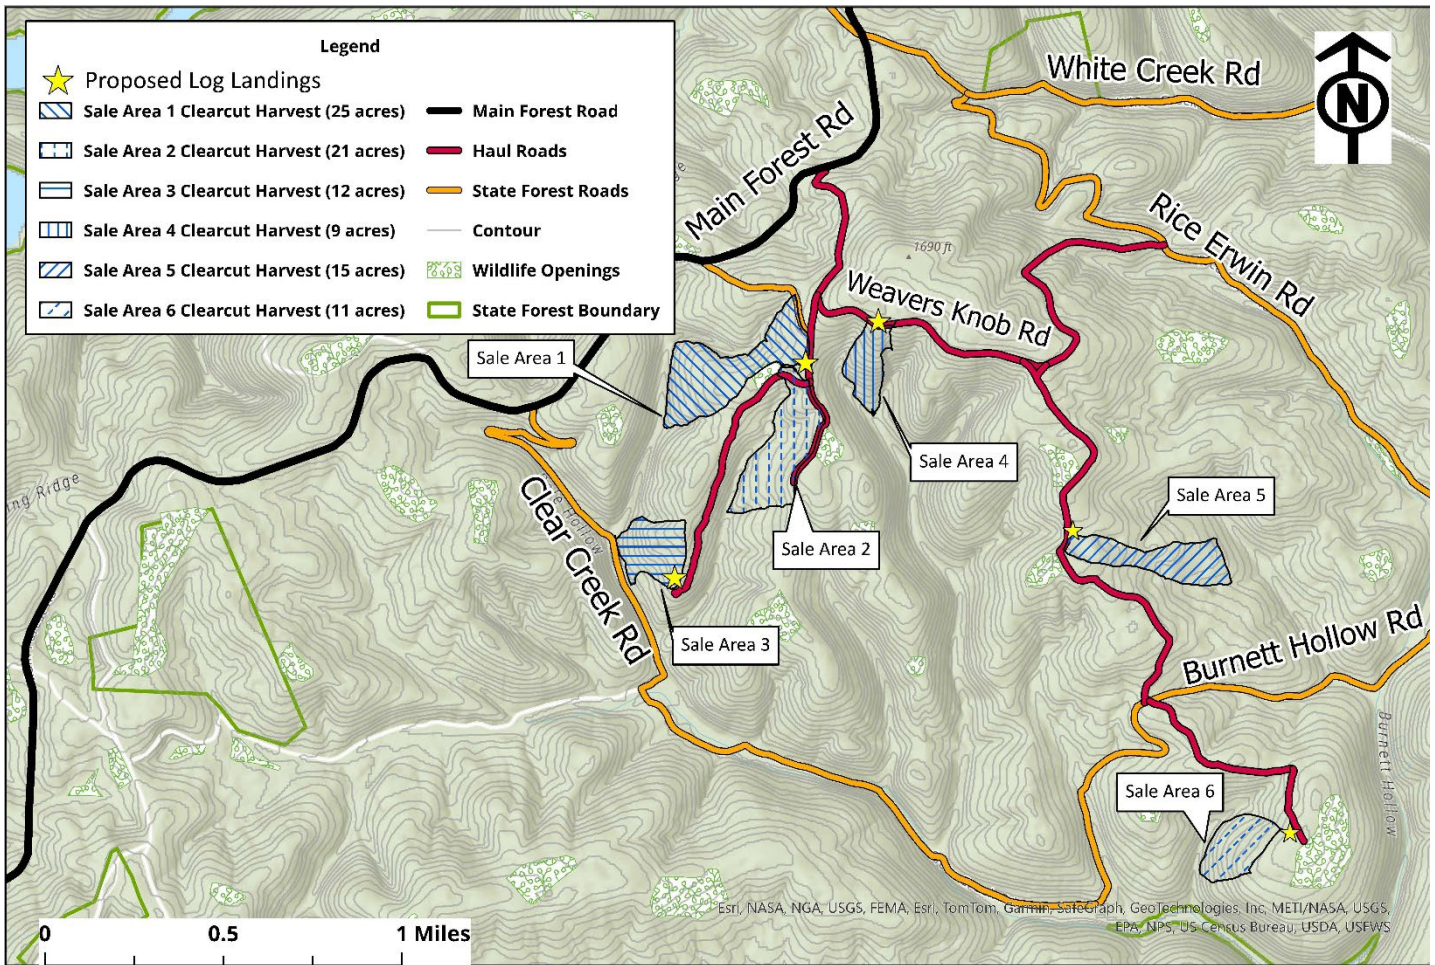 Legend
Proposed Log Landings
Sale Area 1 Clearcut Harvest (25 acres)
Sale Area 2 Clearcut Harvest (21 acres)
Sale Area 3 Clearcut Harvest (12 acres)
Sale Area 4 Clearcut Harvest (9 acres)
Sale Area 5 Clearcut Harvest (15 acres)
Sale Area 6 Clearcut Harvest (11 acres)
Main Forest Road
Haul Roads
State Forest Roads
Contour
Wildlife Openings
State Forest Boundary
White Creek Rd
N
Main Forest Rd
Rice Erwin Rd
1690 ft
Weavers Knob Rd
Sale Area 1
Sale Area 4
Sale Area 5
Ridge
Clear Creek Rd
Hollow
Sale Area 2
Sale Area 3
Burnett Hollow Rd
Burnett Hollow
Sale Area 6
Esri, NASA, NGA, USGS, FEMA, Esri, TomTom, Garmin, SafeGraph, GeoTechnologies, Inc, METI/NASA, USGS,
EPA, NPS, US Census Bureau, USDA, USFWS
0 0.5 1 Miles